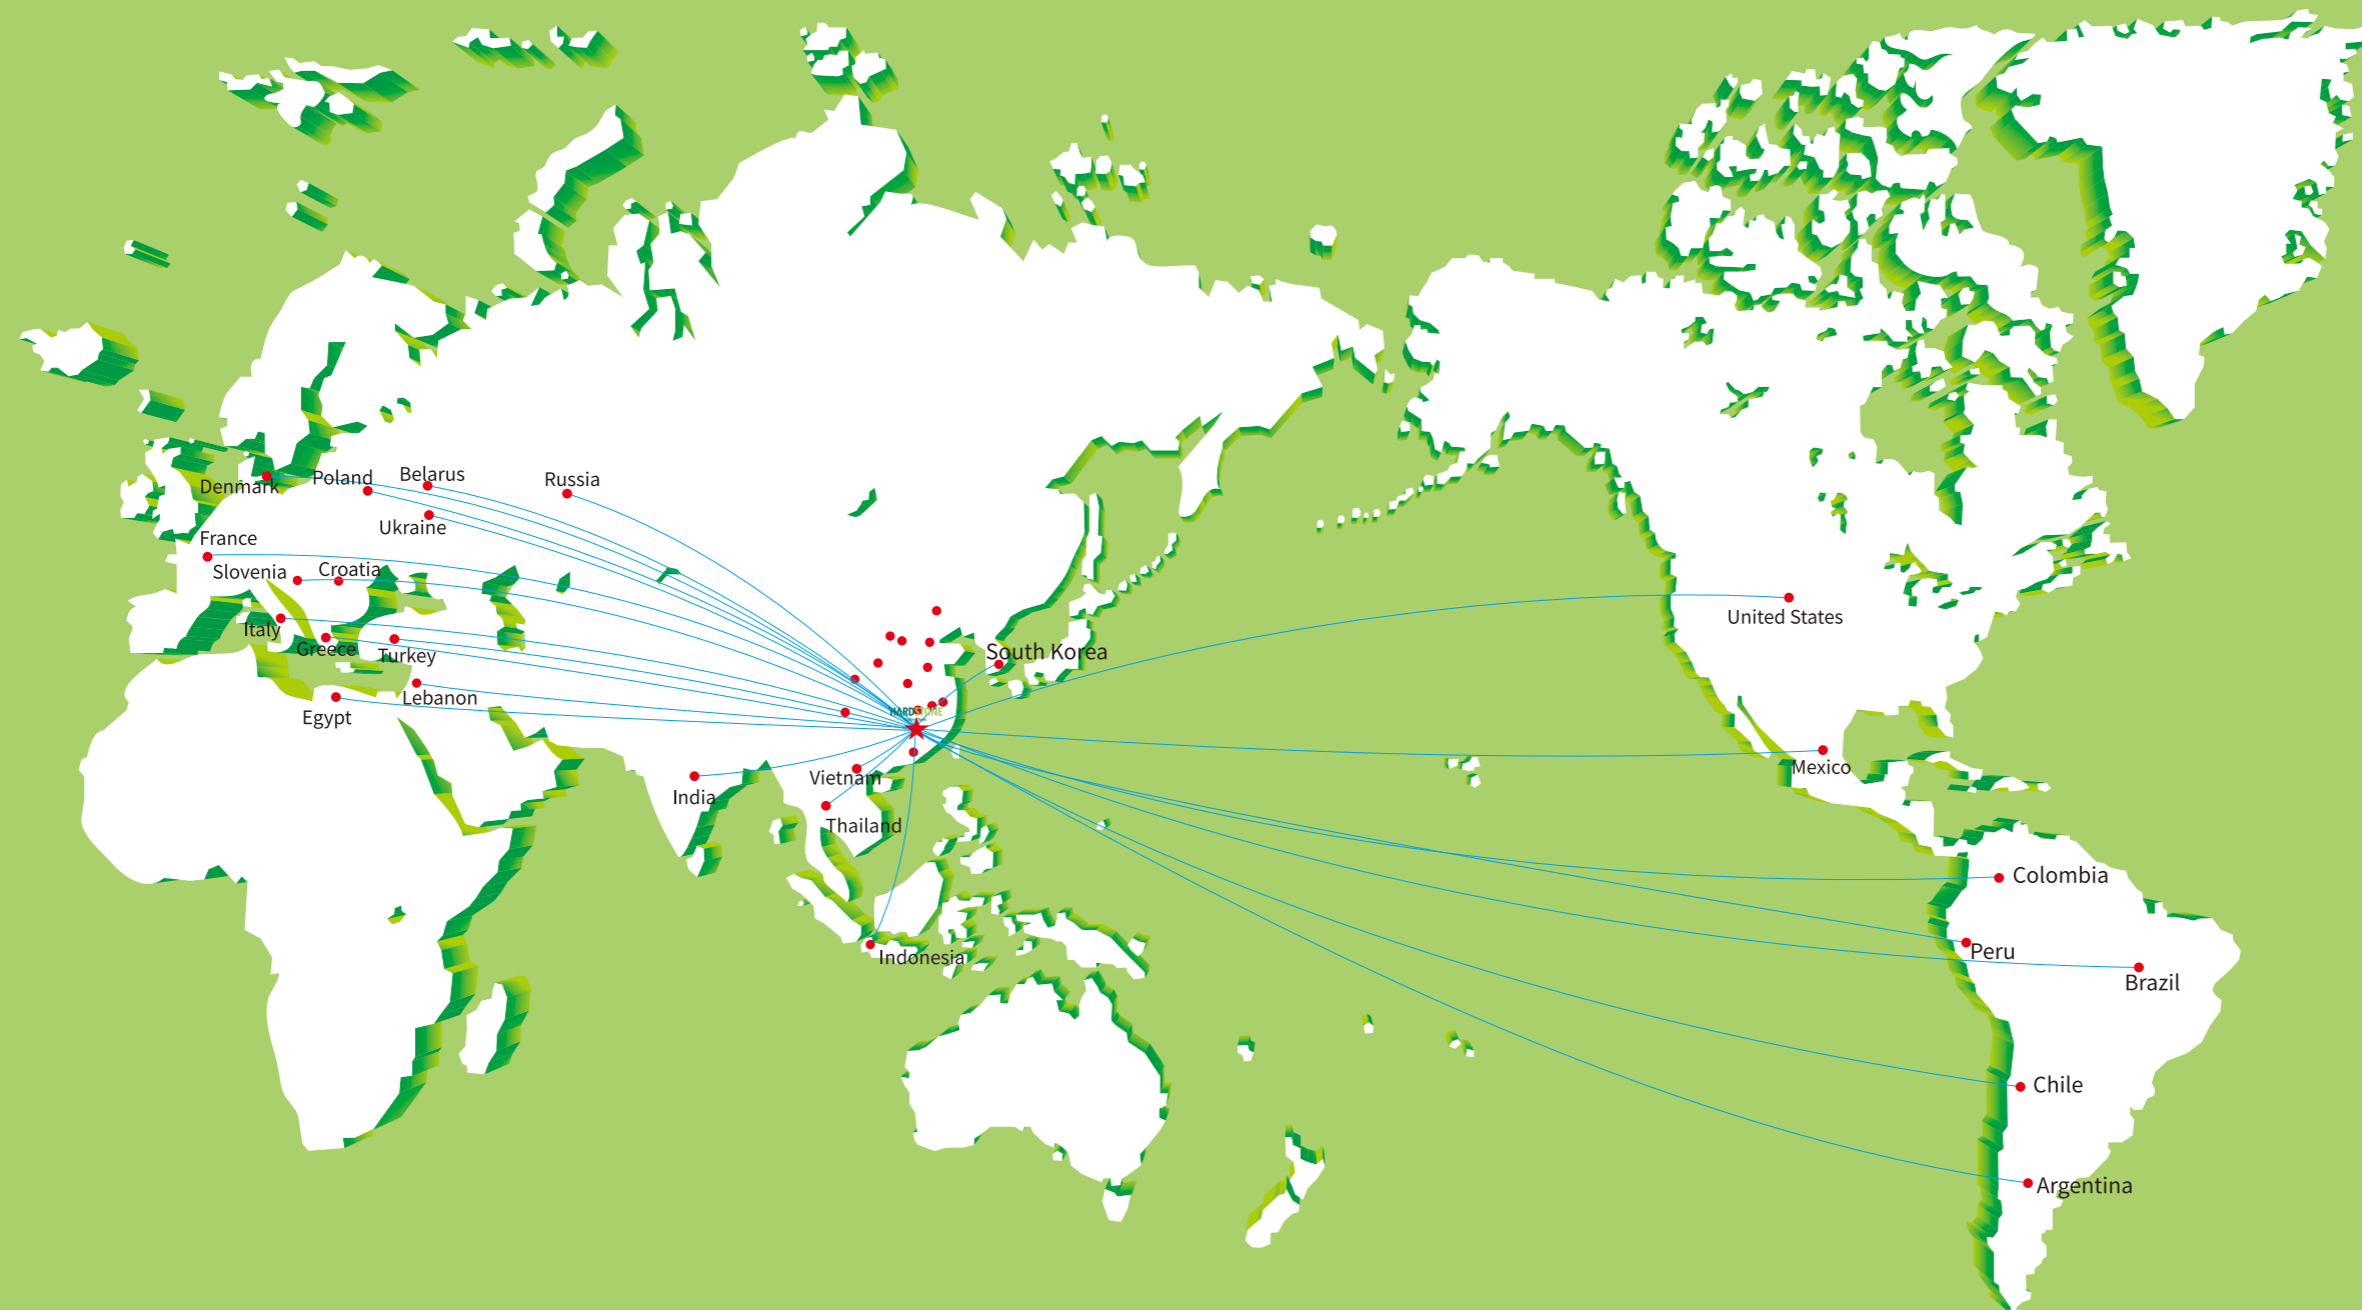 Belarus
Poland
Russia
Denmark
Ukraine
France
Croatia
Slovenia
United States
Italy
Greece
South Korea
Turkey
Lebanon
HARDSTONE
Egypt
Mexico
Vietnam
India
Thailand
Colombia
Peru
Indonesia
Brazil
Chile
Argentina